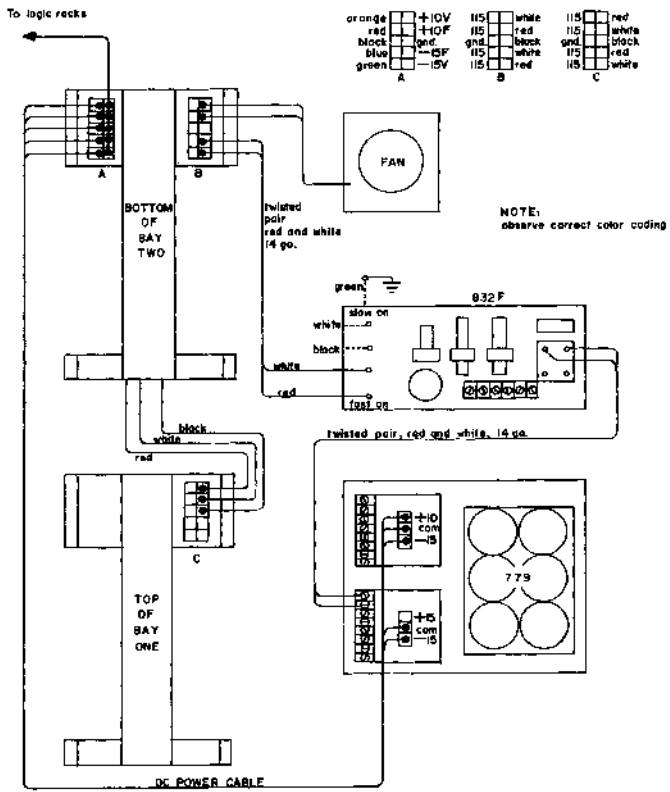 To logic racks
orange +10V
red +10F
black gnd.
blue −15F
green −15V
A
115 white
115 red
gnd. black
115 white
115 red
B
115 red
115 white
gnd. black
115 red
115 white
C
A
B
FAN
BOTTOM
OF
BAY
TWO
twisted
pair
red and white
14 ga.
NOTE:
observe correct color coding
green
832F
slow on
white
black
white
red
fast on
black
white
red
twisted pair, red and white, 14 ga.
C
+10
com
−15
779
+15
com
−15
TOP
OF
BAY
ONE
DC POWER CABLE